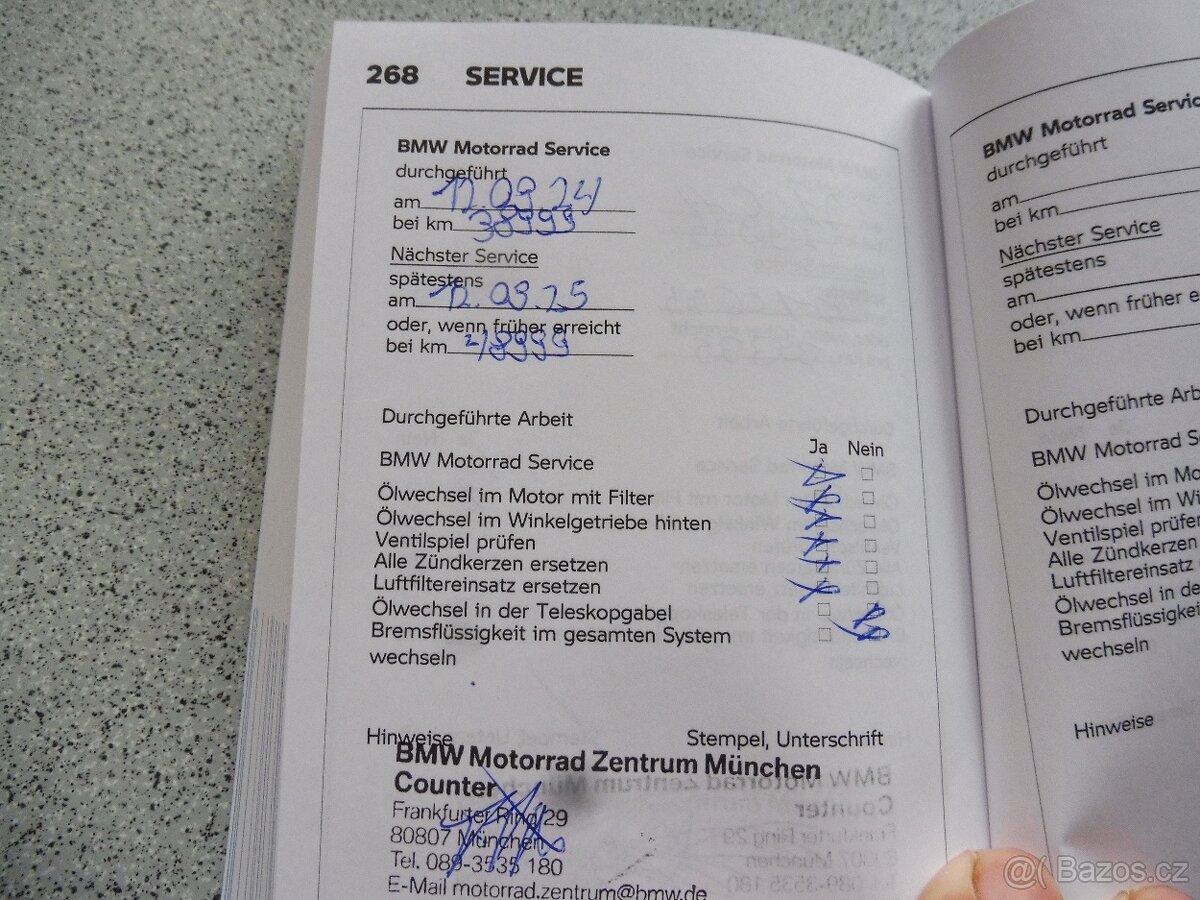 268 SERVICE
BMW Motorrad Service
durchgeführt
am 12.09.24
bei km 38999
Nächster Service
spätestens
am 12.09.25
oder, wenn früher erreicht
bei km 48999
Durchgeführte Arbeit
Ja Nein
BMW Motorrad Service
Ölwechsel im Motor mit Filter
Ölwechsel im Winkelgetriebe hinten
Ventilspiel prüfen
Alle Zündkerzen ersetzen
Luftfiltereinsatz ersetzen
Ölwechsel in der Teleskopgabel
Bremsflüssigkeit im gesamten System
wechseln
Hinweise
Stempel, Unterschrift
BMW Motorrad Zentrum München
Counter
Frankfurter Ring 29
80807 München
Tel. 089-3535 180
E-Mail motorrad.zentrum@bmw.de
BMW Motorrad Servic
durchgeführt
am
bei km
Nächster Service
spätestens
am
oder, wenn früher
bei km
Durchgeführte Arb
BMW Motorrad S
Ölwechsel im Mo
Ölwechsel im Wi
Ventilspiel prüfen
Alle Zündkerzen
Luftfiltereinsatz
Ölwechsel in de
Bremsflüssigkei
wechseln
Hinweise
Bazos.cz